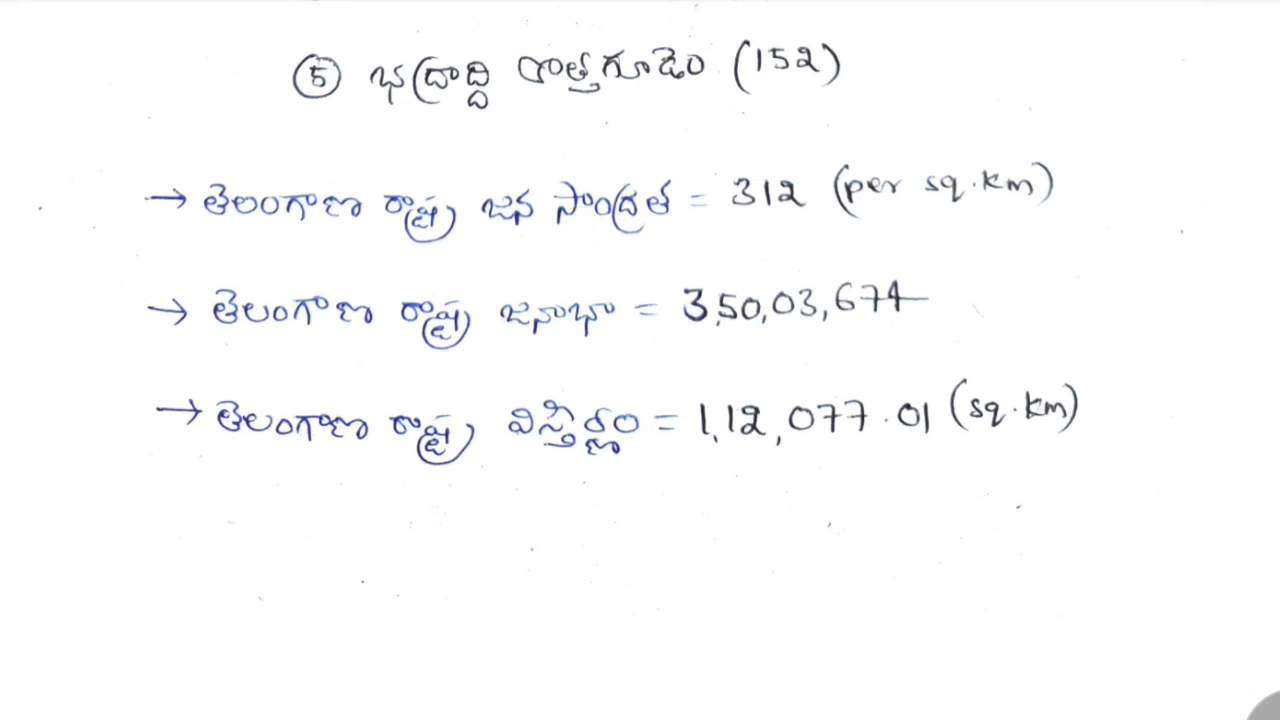 ⑤ భద్రాద్రి కొత్తగూడెం (152)
→ తెలంగాణ రాష్ట్ర జన సాంద్రత = 312 (per sq.km)
→ తెలంగాణ రాష్ట్ర జనాభా = 3,50,03,674
→ తెలంగాణ రాష్ట్ర విస్తీర్ణం = 1,12,077.01 (sq.km)